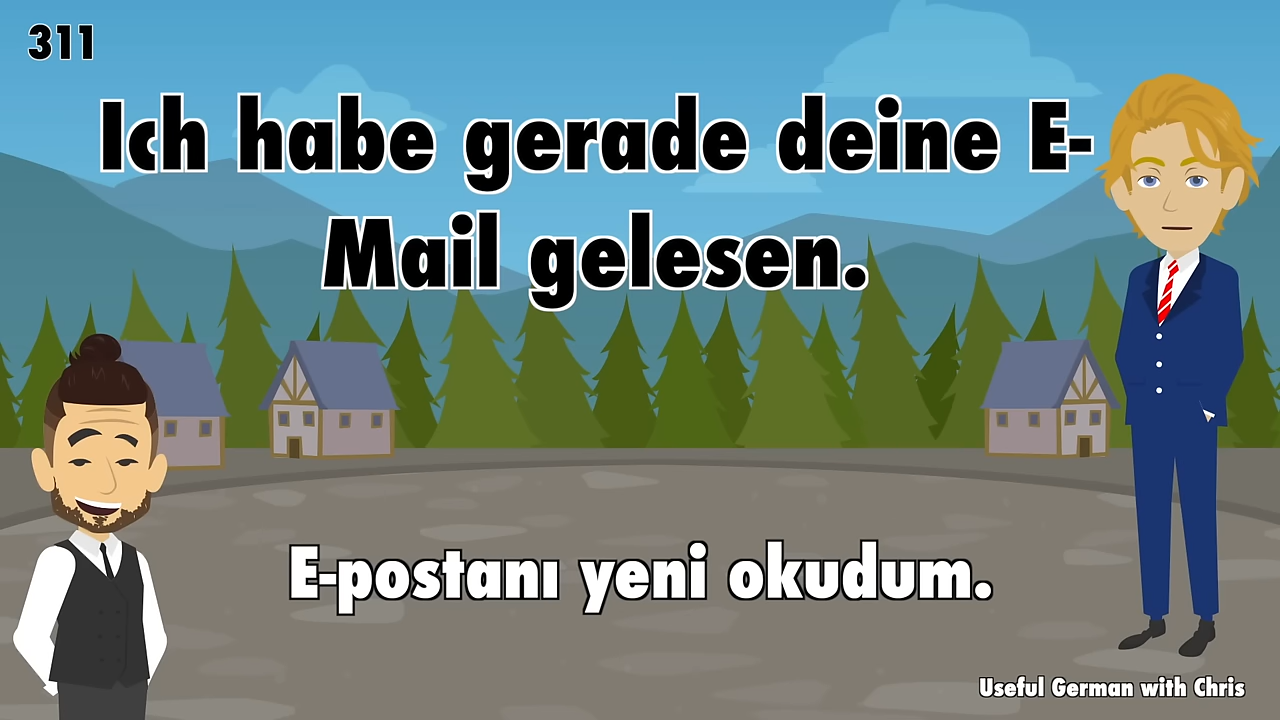 311
Ich habe gerade deine E-
Mail gelesen.
E-postanı yeni okudum.
Useful German with Chris